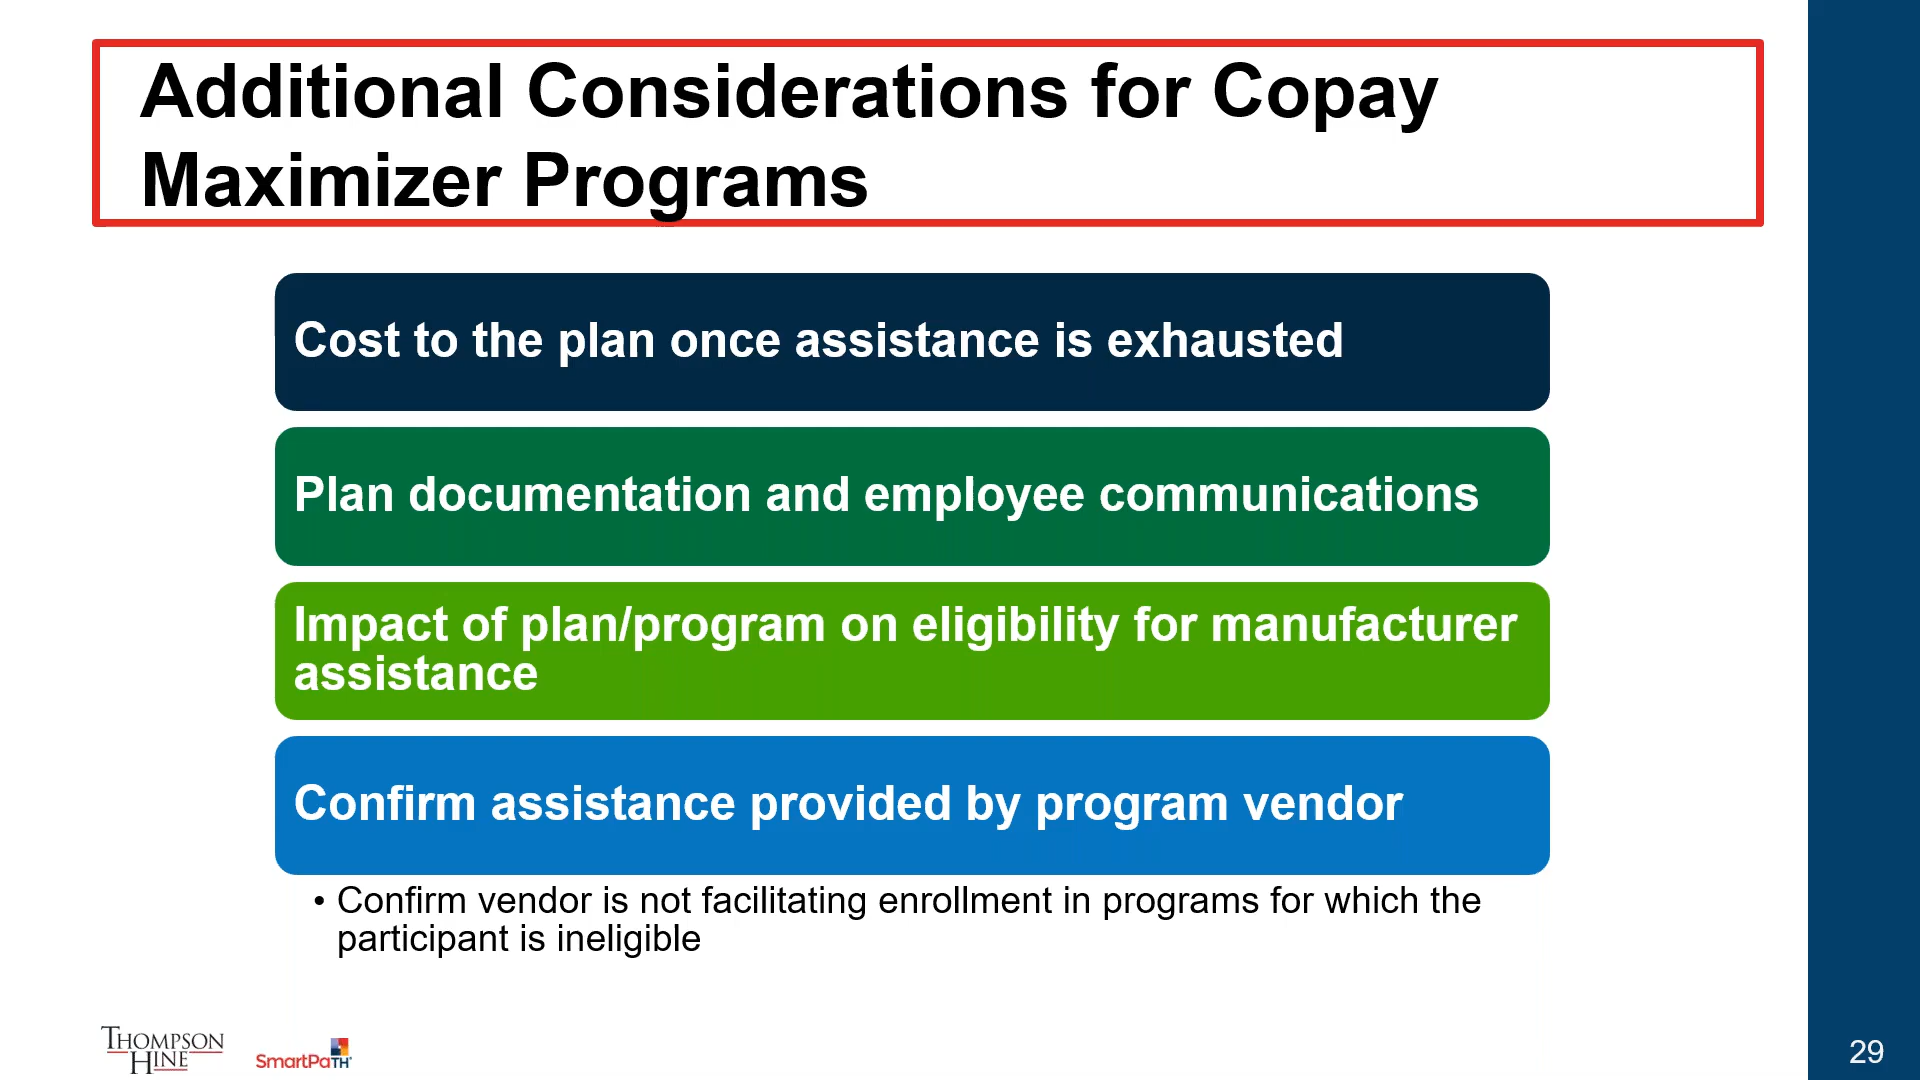 Additional Considerations for Copay
Maximizer Programs
Cost to the plan once assistance is exhausted
Plan documentation and employee communications
Impact of plan/program on eligibility for manufacturer
assistance
Confirm assistance provided by program vendor
• Confirm vendor is not facilitating enrollment in programs for which the
participant is ineligible
THOMPSON
HINE
SmartPaTH
29